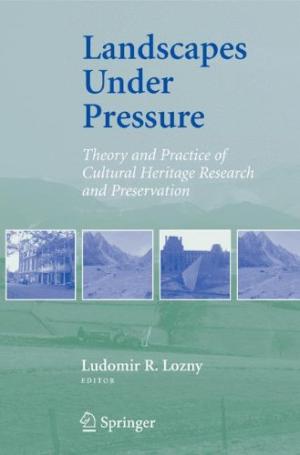 Landscapes
Under
Pressure
Theory and Practice of
Cultural Heritage Research
and Preservation
Ludomir R. Lozny
EDITOR
Springer